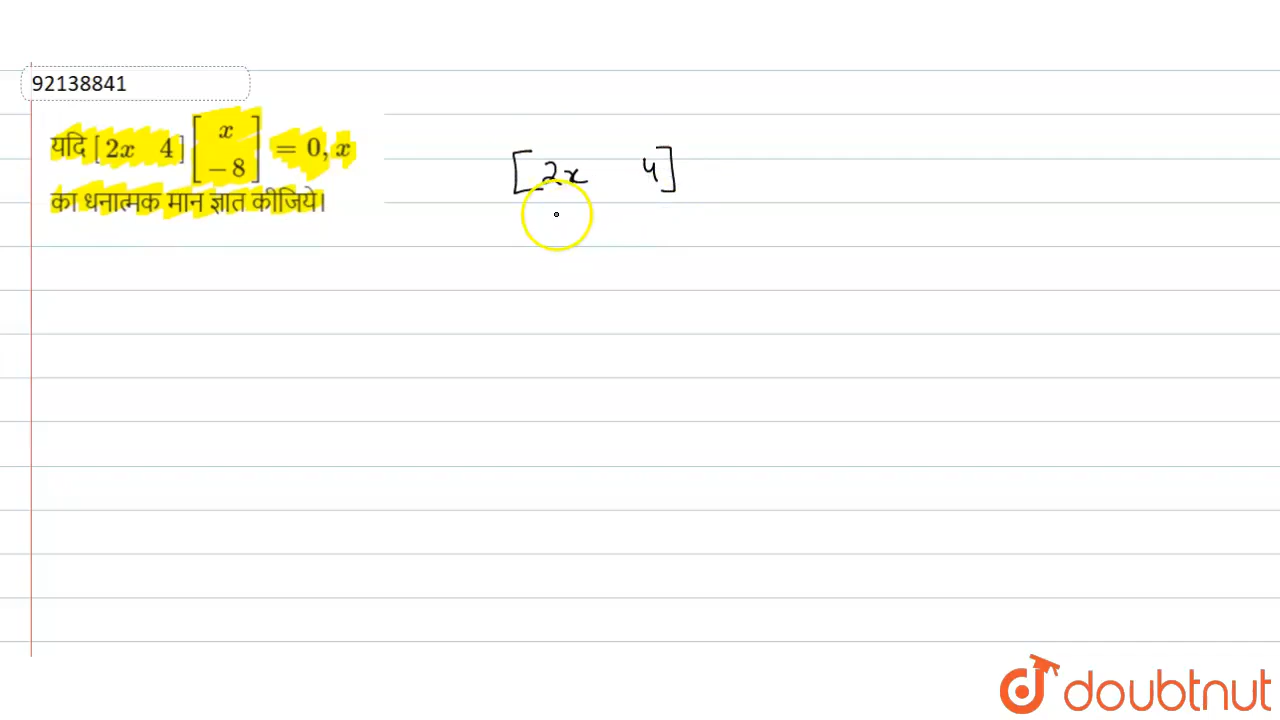 92138841
यदि [2x 4] [x -8] = 0, x
का धनात्मक मान ज्ञात कीजिये।
[2x 4]
doubtnut